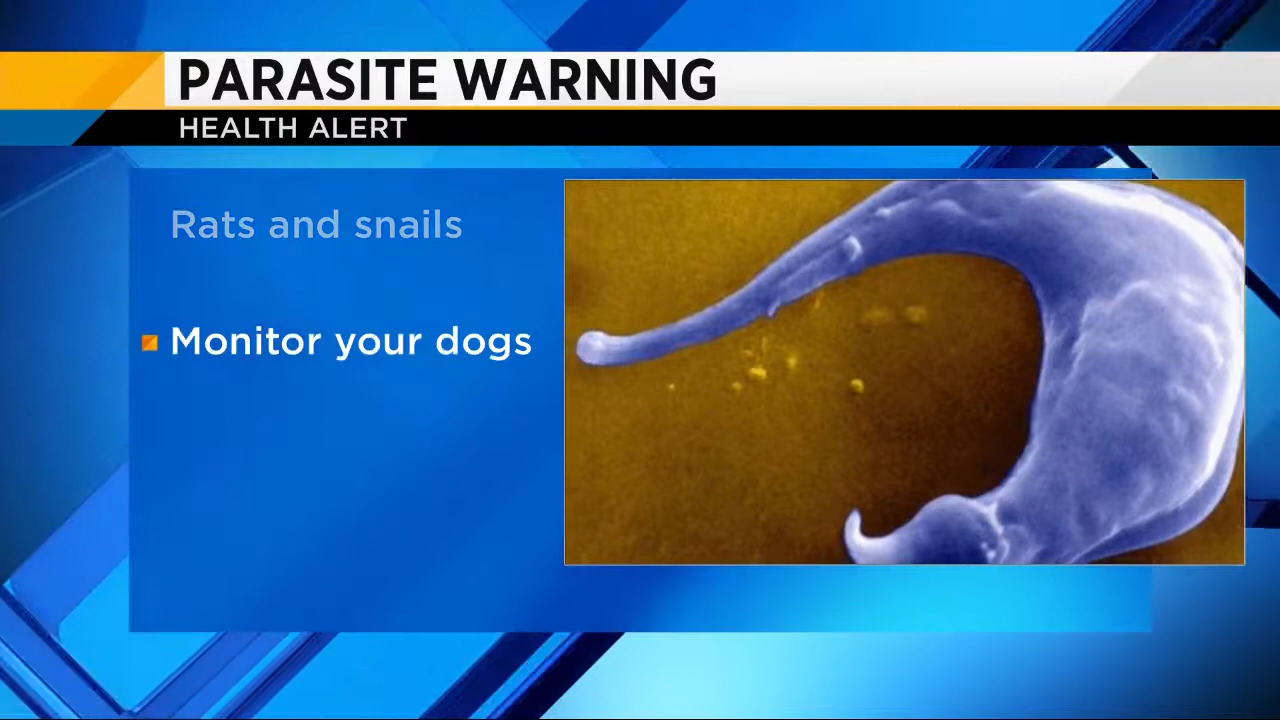 PARASITE WARNING
HEALTH ALERT
Rats and snails
Monitor your dogs